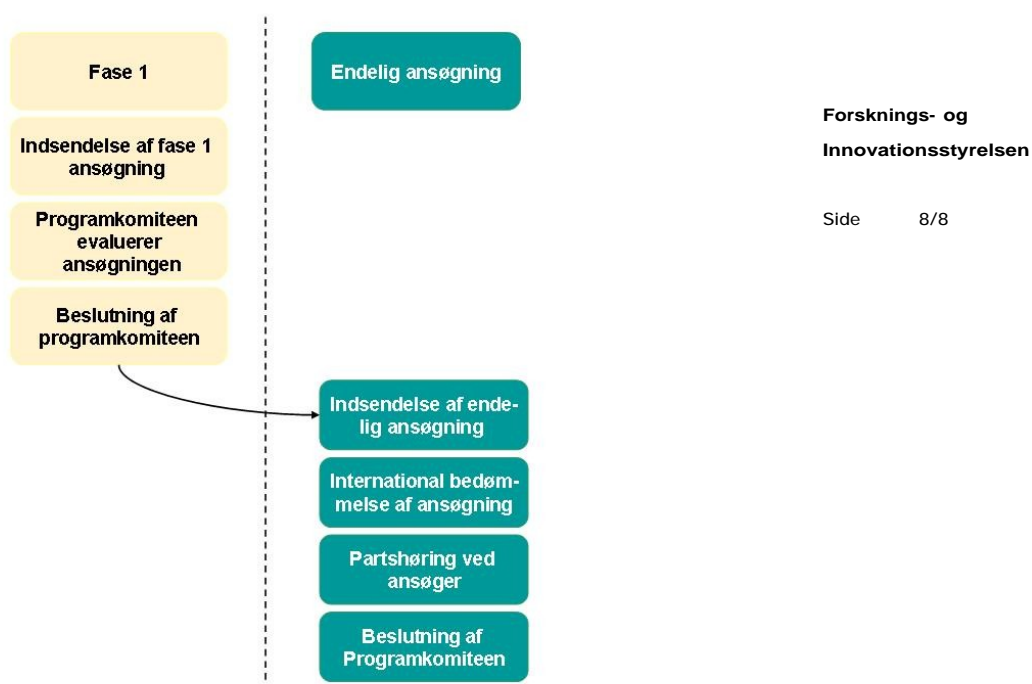 Fase 1
Indsendelse af fase 1
ansøgning
Programkomiteen
evaluerer
ansøgningen
Beslutning af
programkomiteen
Endelig ansøgning
Indsendelse af ende-
lig ansøgning
International bedøm-
melse af ansøgning
Partshøring ved
ansøger
Beslutning af
Programkomiteen
Forsknings- og
Innovationsstyrelsen
Side 8/8